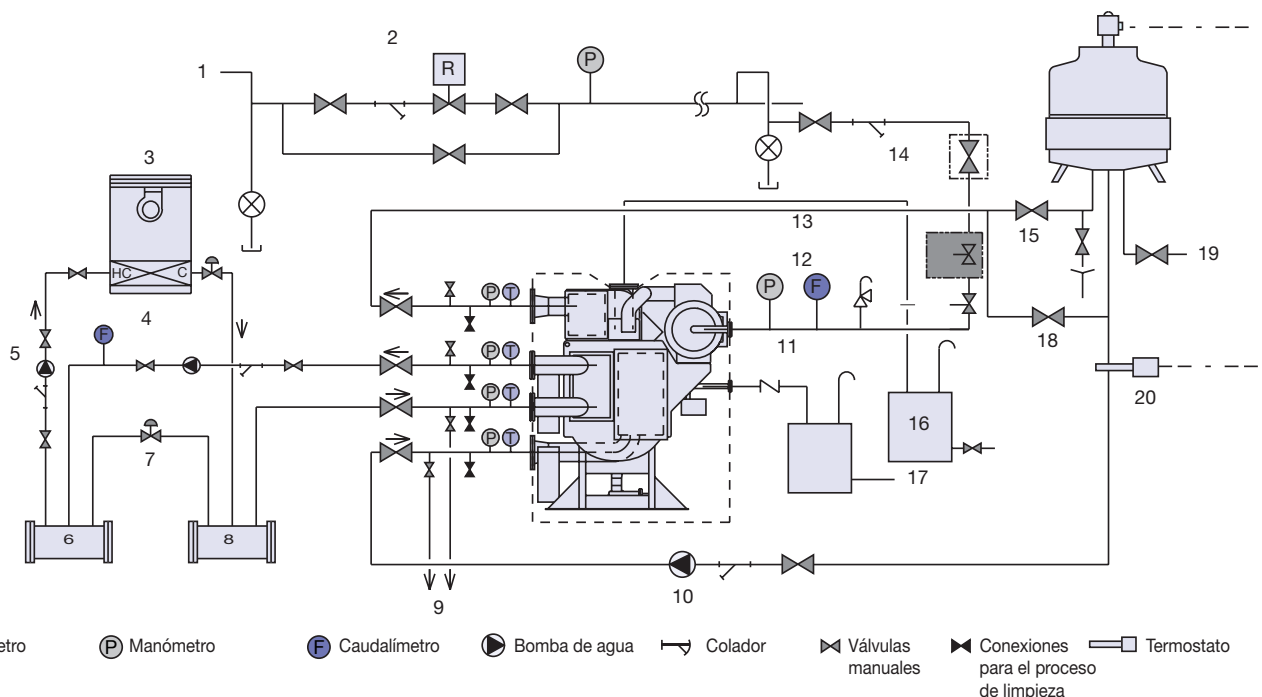 1
2
R
P
3
HC
C
4
F
5
6
7
8
9
P T
P T
P T
P T
10
11
12
P
F
13
14
15
16
17
18
19
20
etro
P Manómetro
F Caudalímetro
Bomba de agua
Colador
Válvulas
manuales
Conexiones
para el proceso
de limpieza
Termostato